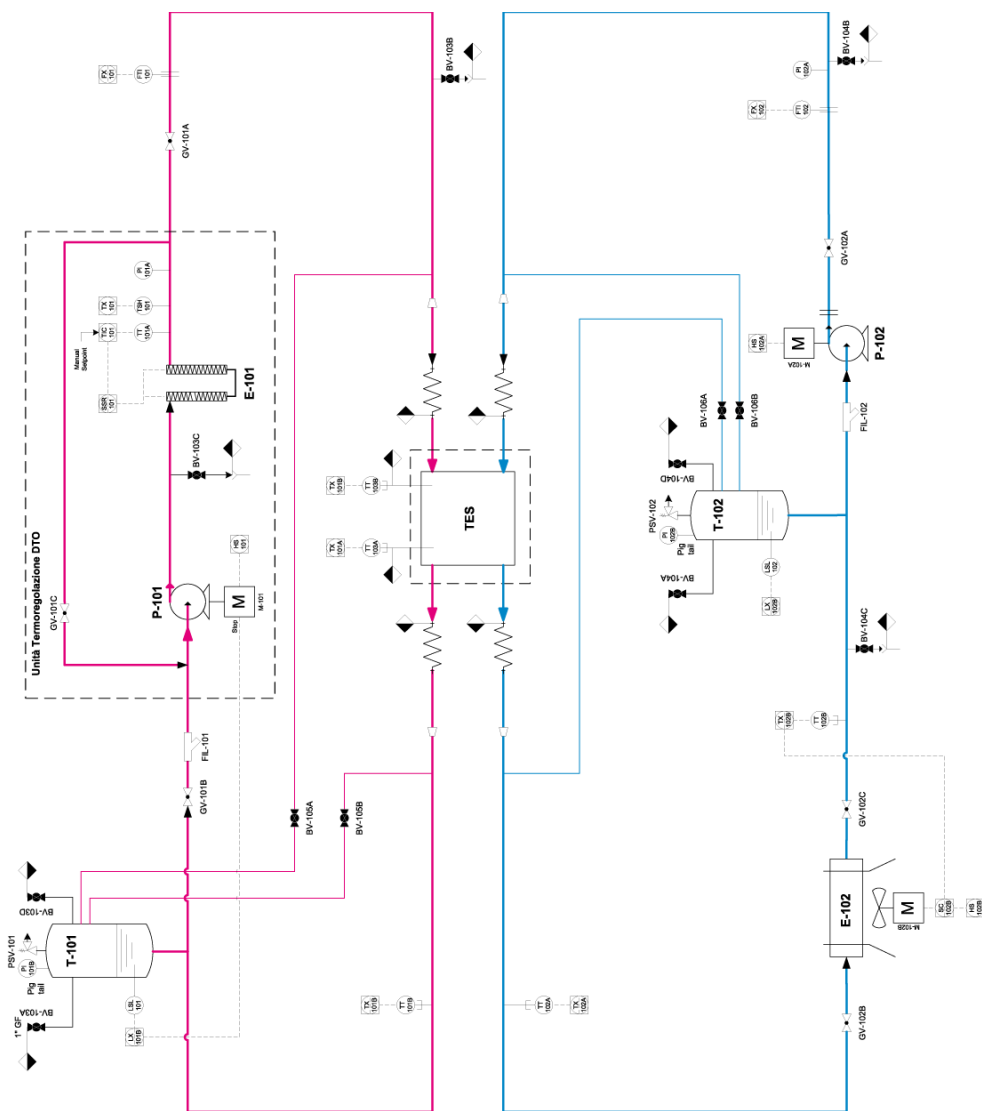 BV-103B
BV-104B
PI
102A
FX
101
FTI
101
FX
102
FTI
102
GV-101A
GV-102A
Unità Termoregolazione DTO
GV-101C
PI
101A
TX
101
TSH
101
TIC
101
TT
101A
Manual
Setpoint
SSR
101
E-101
BV-103C
HS
101
P-101
M
M-101
Stop
HS
102A
M
M-102A
P-102
BV-106A
BV-106B
FIL-102
TX
101B
TT
103B
TX
101A
TT
103A
TES
BV-104D
PSV-102
PI
102B
Pig
tail
T-102
BV-104A
LSL
102
LX
102B
BV-104C
FIL-101
GV-101B
BV-105A
BV-105B
TX
102B
TT
102B
GV-102C
BV-103D
PSV-101
PI
101B
Pig
tail
T-101
1" GF
BV-103A
LSL
101
LX
101B
E-102
M
M-102B
SC
102B
HS
102B
TX
101B
TT
101B
TT
102A
TX
102A
GV-102B